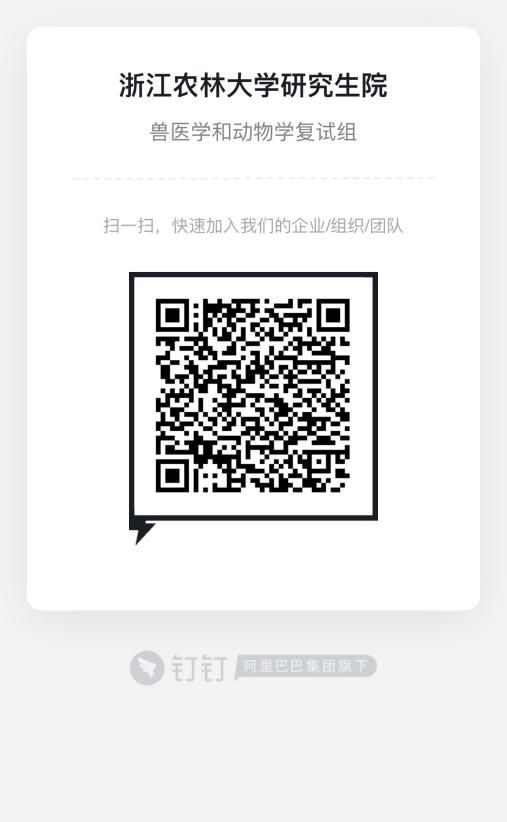 浙江农林大学研究生院
兽医学和动物学复试组
扫一扫，快速加入我们的企业/组织/团队
钉钉 阿里巴巴集团旗下